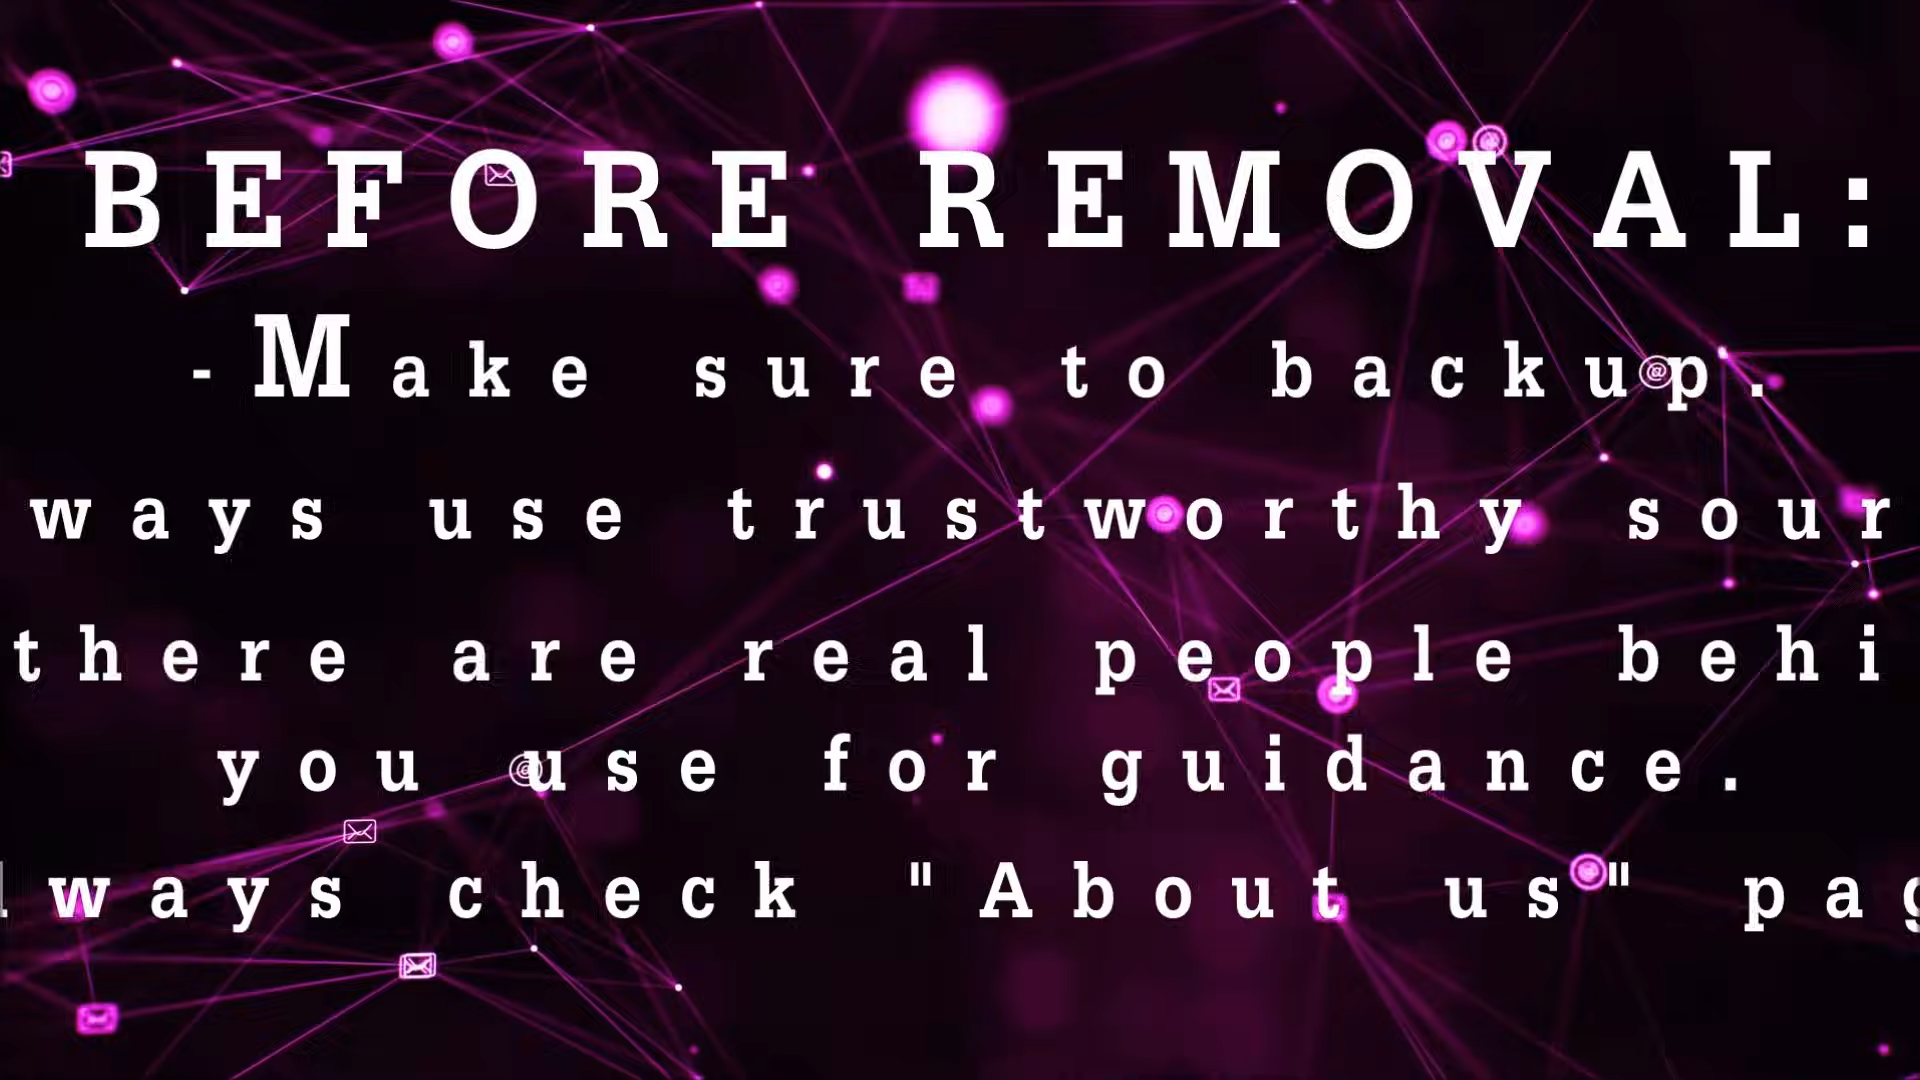 BEFORE REMOVAL:
-Make sure to backup.
ways use trustworthy sour
there are real people behi
you use for guidance.
ways check "About us" pag